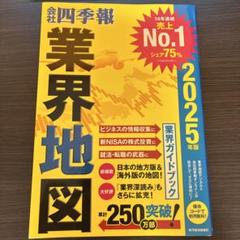 会社四季報
業界地図
14年連続
売上
No.1
シェア75%
2025年版
ビジネスの情報収集に
新NISAの株式投資に
就活・転職の武器に
業界ガイドブック
日本の地方版&
海外版の地図!
「業界深読み」も
さらに拡充!
累計250万部突破!